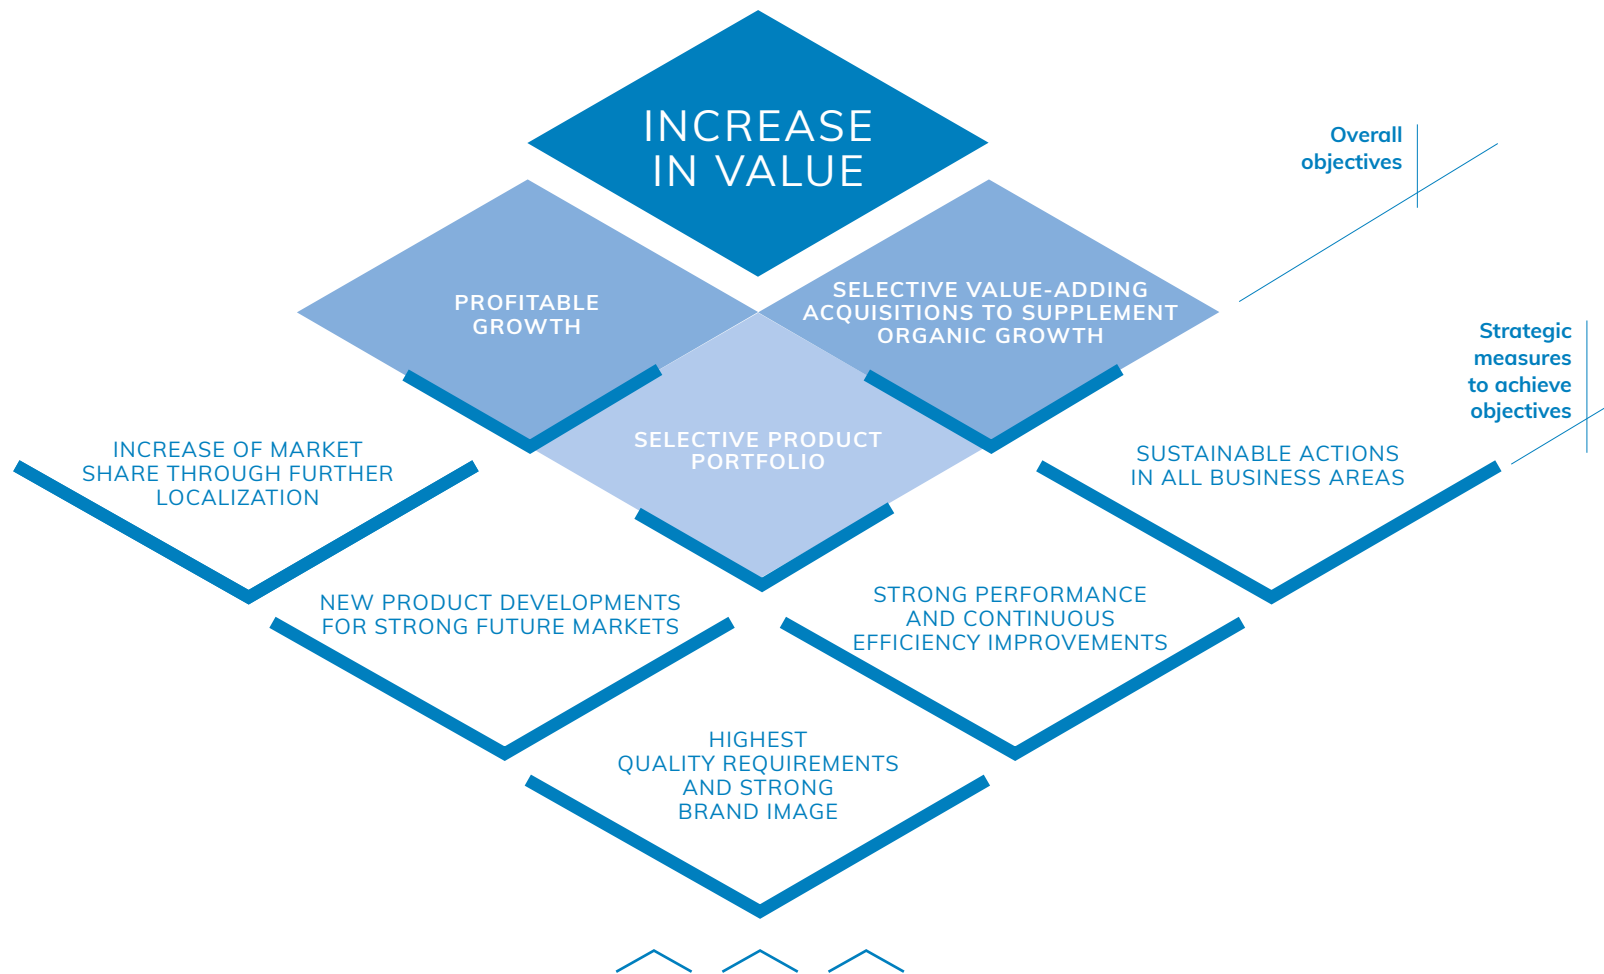 INCREASE
IN VALUE
Overall
objectives
PROFITABLE
GROWTH
SELECTIVE VALUE-ADDING
ACQUISITIONS TO SUPPLEMENT
ORGANIC GROWTH
Strategic
measures
to achieve
objectives
SELECTIVE PRODUCT
PORTFOLIO
INCREASE OF MARKET
SHARE THROUGH FURTHER
LOCALIZATION
SUSTAINABLE ACTIONS
IN ALL BUSINESS AREAS
NEW PRODUCT DEVELOPMENTS
FOR STRONG FUTURE MARKETS
STRONG PERFORMANCE
AND CONTINUOUS
EFFICIENCY IMPROVEMENTS
HIGHEST
QUALITY REQUIREMENTS
AND STRONG
BRAND IMAGE